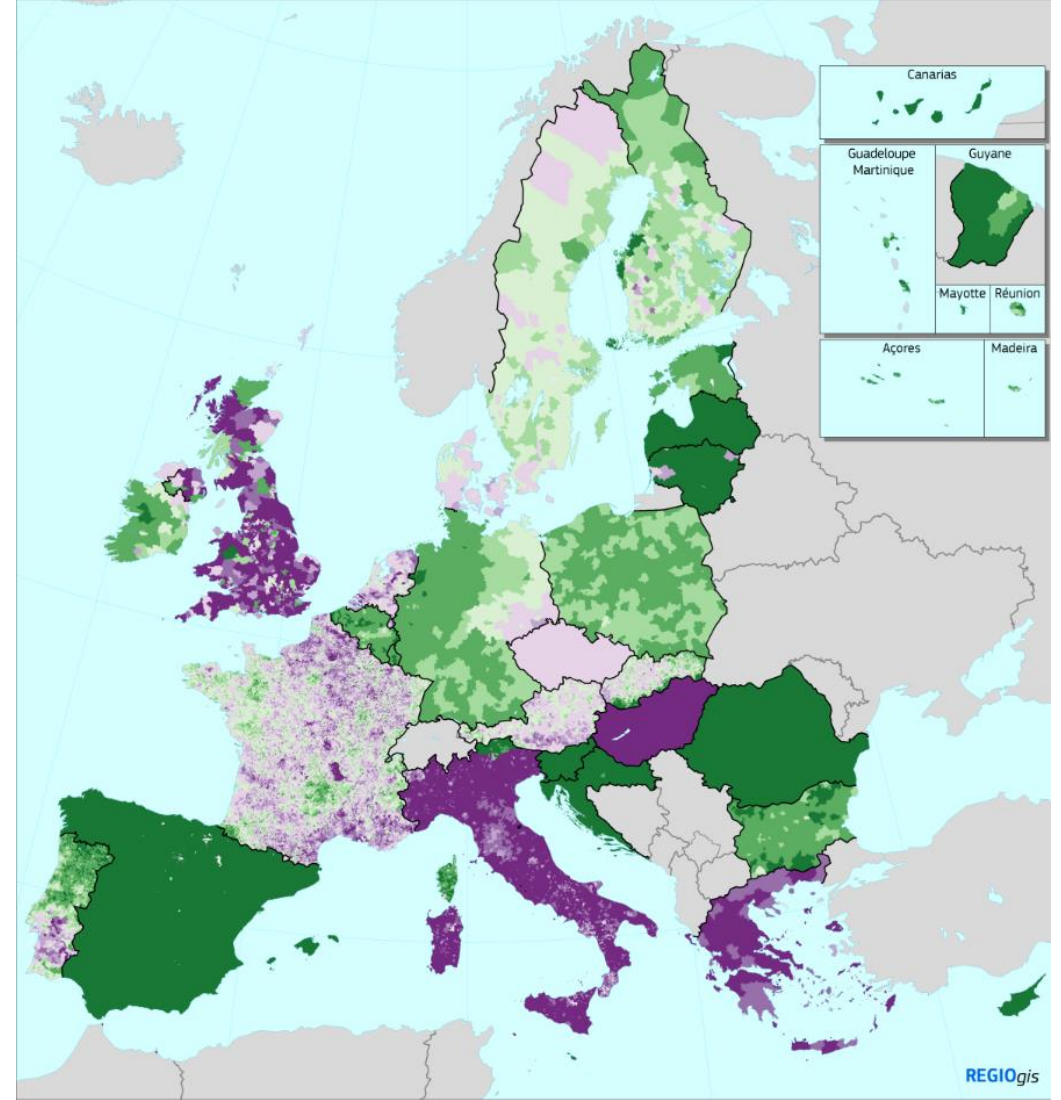 Canarias
Guadeloupe
Martinique
Guyane
Mayotte
Réunion
Açores
Madeira
REGIOgis